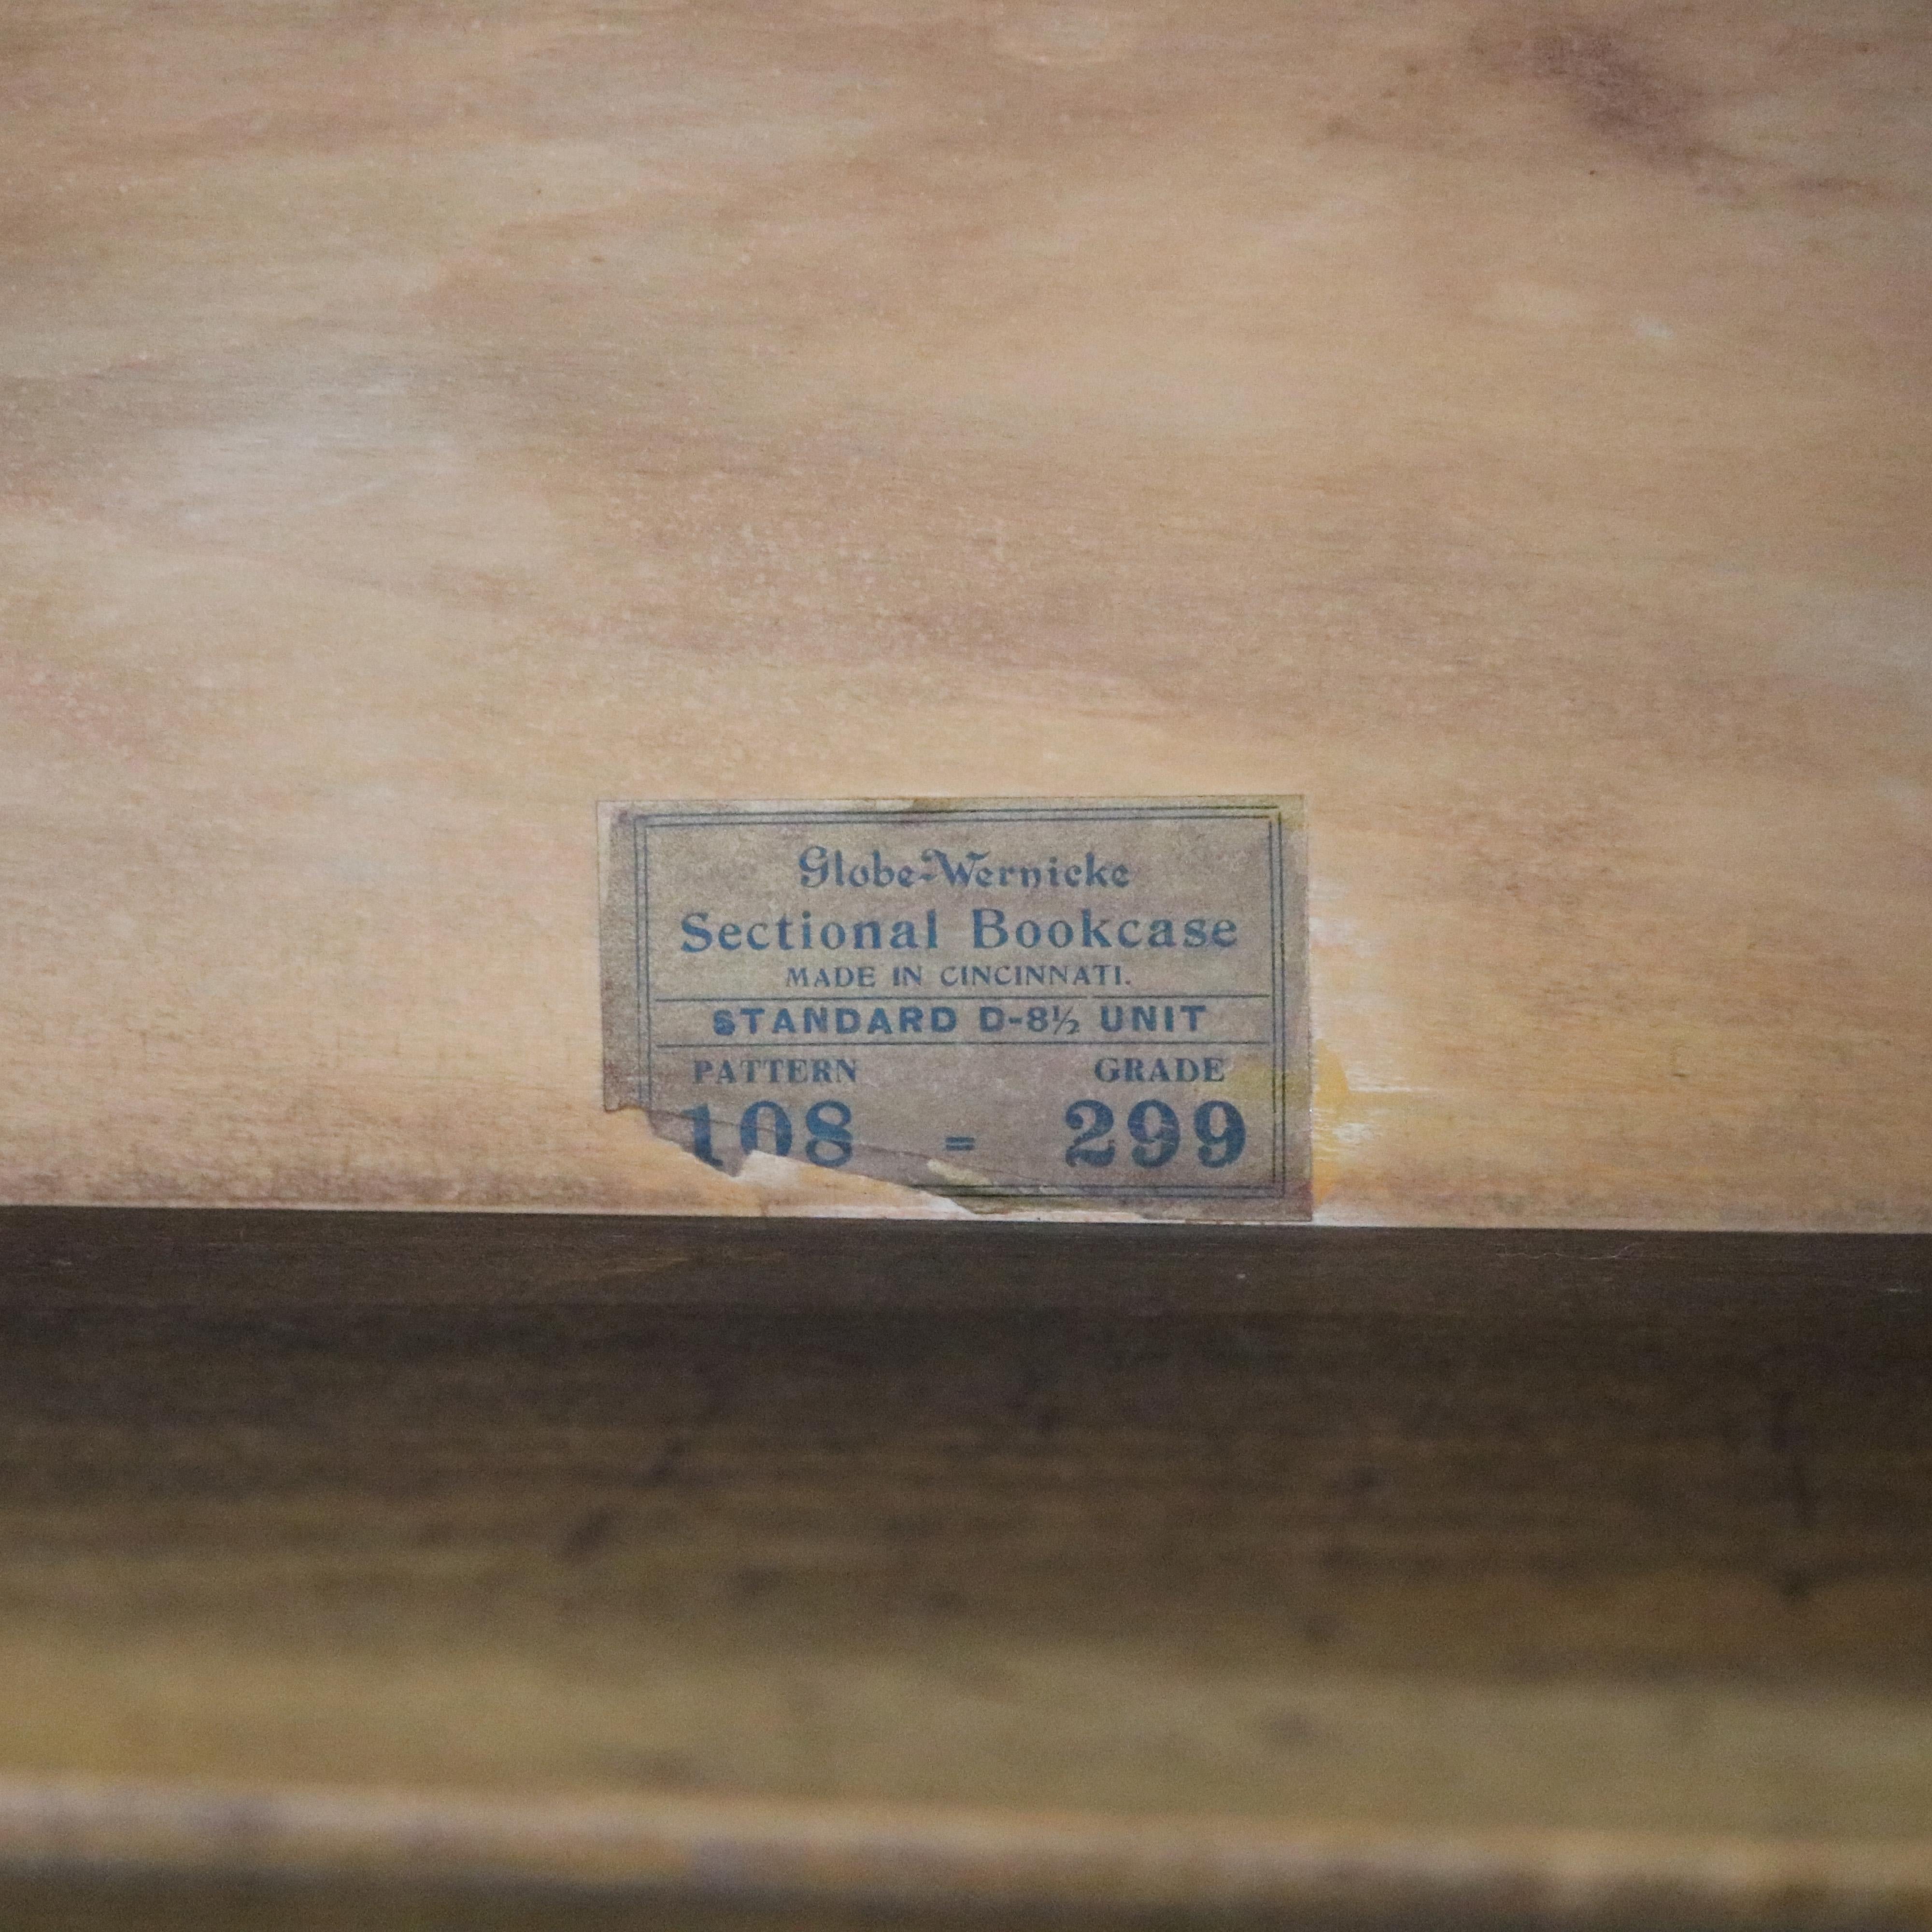 Globe-Wernicke
Sectional Bookcase
MADE IN CINCINNATI.
STANDARD D-8½ UNIT
PATTERN GRADE
108 = 299